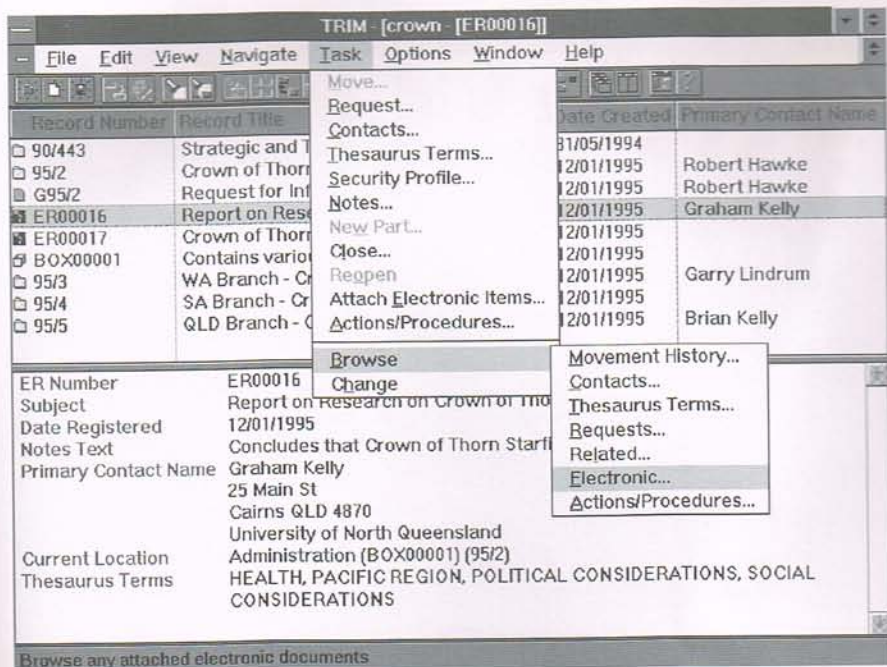 TRIM - [crown - [ER00016]]
File Edit View Navigate Task Options Window Help
Record Number Record Title Date Created Primary Contact Name
90/443 Strategic and T 31/05/1994
95/2 Crown of Thorn 12/01/1995 Robert Hawke
G95/2 Request for Inf 12/01/1995 Robert Hawke
ER00016 Report on Rese 12/01/1995 Graham Kelly
ER00017 Crown of Thorn 12/01/1995
BOX00001 Contains variou 12/01/1995
95/3 WA Branch - Cr 12/01/1995 Garry Lindrum
95/4 SA Branch - Cr 12/01/1995
95/5 QLD Branch - C 12/01/1995 Brian Kelly
Move...
Request...
Contacts...
Thesaurus Terms...
Security Profile...
Notes...
New Part...
Close...
Reopen
Attach Electronic Items...
Actions/Procedures...
Browse
Change
Movement History...
Contacts...
Thesaurus Terms...
Requests...
Related...
Electronic...
Actions/Procedures...
ER Number ER00016
Subject Report on Research on Crown of Tho
Date Registered 12/01/1995
Notes Text Concludes that Crown of Thorn Starfi
Primary Contact Name Graham Kelly
25 Main St
Cairns QLD 4870
University of North Queensland
Current Location Administration (BOX00001) (95/2)
Thesaurus Terms HEALTH, PACIFIC REGION, POLITICAL CONSIDERATIONS, SOCIAL
CONSIDERATIONS
Browse any attached electronic documents